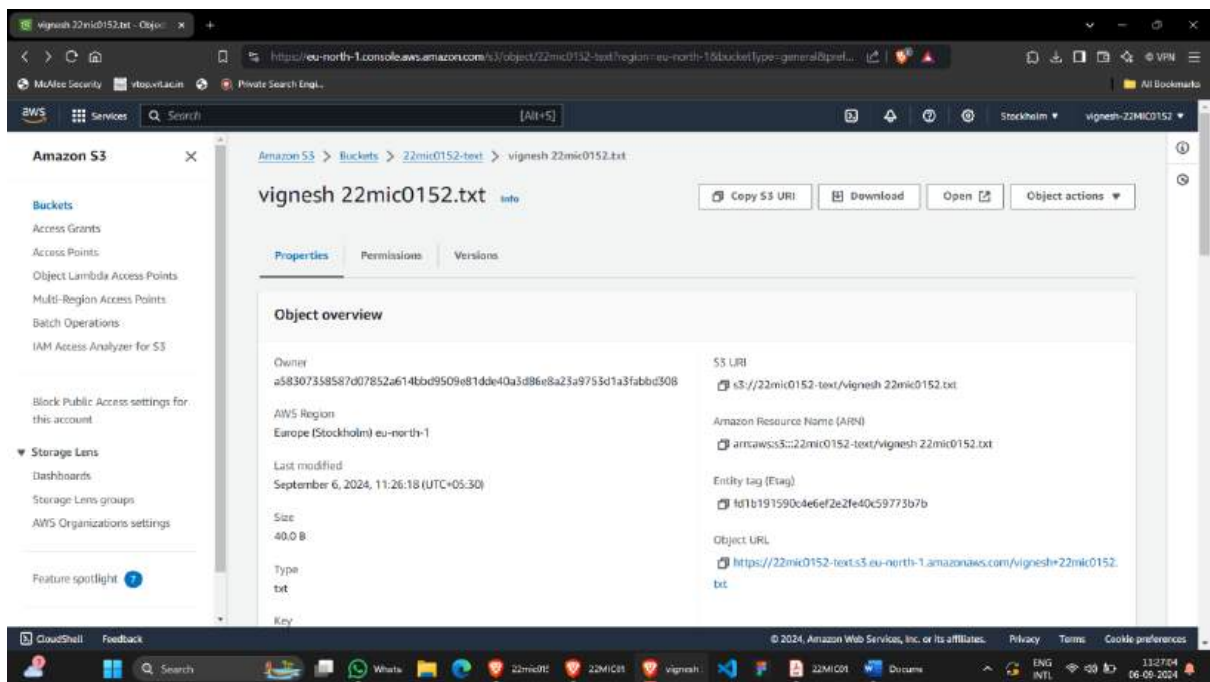 vignesh 22mic0152.txt - Objec
https://eu-north-1.console.aws.amazon.com/s3/object/22mic0152-text?region=eu-north-1&bucketType=general&pref...
VPN
McAfee Security vtop.vit.ac.in Private Search Engi... All Bookmarks
aws Services Search [Alt+S] Stockholm vignesh-22MIC0152
Amazon S3
Amazon S3 > Buckets > 22mic0152-text > vignesh 22mic0152.txt
vignesh 22mic0152.txt Info
Copy S3 URI Download Open Object actions
Buckets
Access Grants
Access Points
Object Lambda Access Points
Multi-Region Access Points
Batch Operations
IAM Access Analyzer for S3
Block Public Access settings for
this account
Storage Lens
Dashboards
Storage Lens groups
AWS Organizations settings
Feature spotlight 7
Properties Permissions Versions
Object overview
Owner
a58307358587d07852a614bbd9509e81dde40a3d86e8a23a9753d1a3fabbd308
AWS Region
Europe (Stockholm) eu-north-1
Last modified
September 6, 2024, 11:26:18 (UTC+05:30)
Size
40.0 B
Type
txt
Key
S3 URI
s3://22mic0152-text/vignesh 22mic0152.txt
Amazon Resource Name (ARN)
arn:aws:s3:::22mic0152-text/vignesh 22mic0152.txt
Entity tag (Etag)
fd1b191590c4e6ef2e2fe40c59773b7b
Object URL
https://22mic0152-text.s3.eu-north-1.amazonaws.com/vignesh+22mic0152.
txt
CloudShell Feedback © 2024, Amazon Web Services, Inc. or its affiliates. Privacy Terms Cookie preferences
Search Whats 22mic01! 22MIC01 vignesh 22MIC01 Docume ENG 11:27:04
INTL 06-09-2024